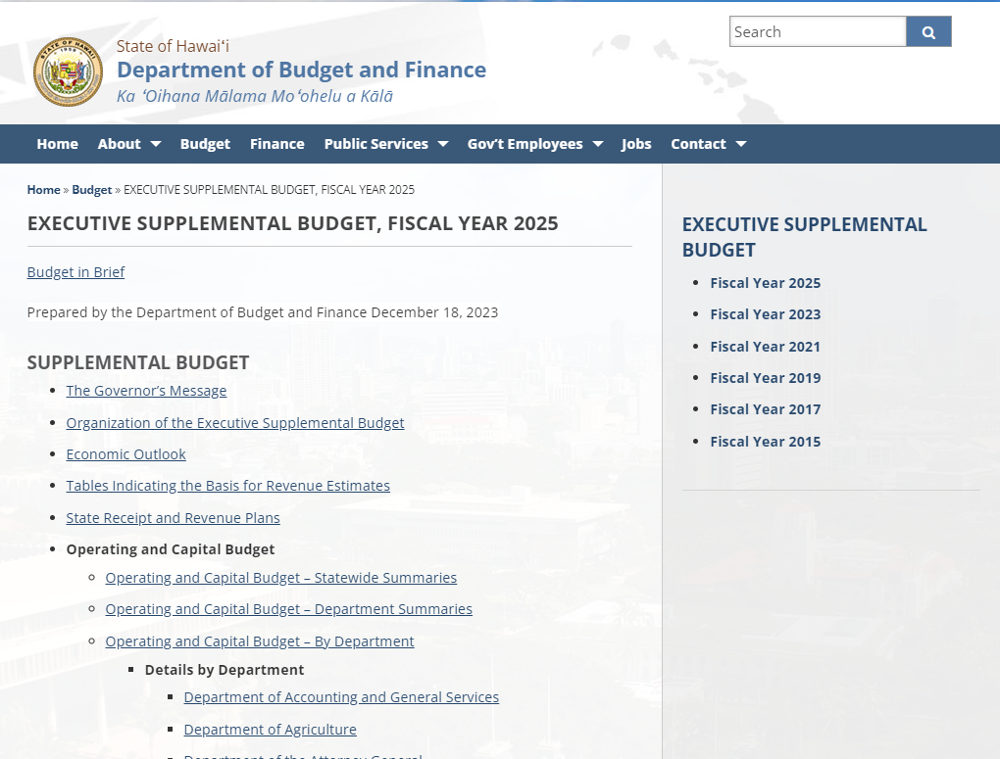 Search
State of Hawaiʻi
Department of Budget and Finance
Ka ʻOihana Mālama Moʻohelu a Kālā
Home About Budget Finance Public Services Gov’t Employees Jobs Contact
Home » Budget » EXECUTIVE SUPPLEMENTAL BUDGET, FISCAL YEAR 2025
EXECUTIVE SUPPLEMENTAL BUDGET, FISCAL YEAR 2025
Budget in Brief
Prepared by the Department of Budget and Finance December 18, 2023
SUPPLEMENTAL BUDGET
The Governor’s Message
Organization of the Executive Supplemental Budget
Economic Outlook
Tables Indicating the Basis for Revenue Estimates
State Receipt and Revenue Plans
Operating and Capital Budget
Operating and Capital Budget – Statewide Summaries
Operating and Capital Budget – Department Summaries
Operating and Capital Budget – By Department
Details by Department
Department of Accounting and General Services
Department of Agriculture
Department of the Attorney General
EXECUTIVE SUPPLEMENTAL
BUDGET
Fiscal Year 2025
Fiscal Year 2023
Fiscal Year 2021
Fiscal Year 2019
Fiscal Year 2017
Fiscal Year 2015